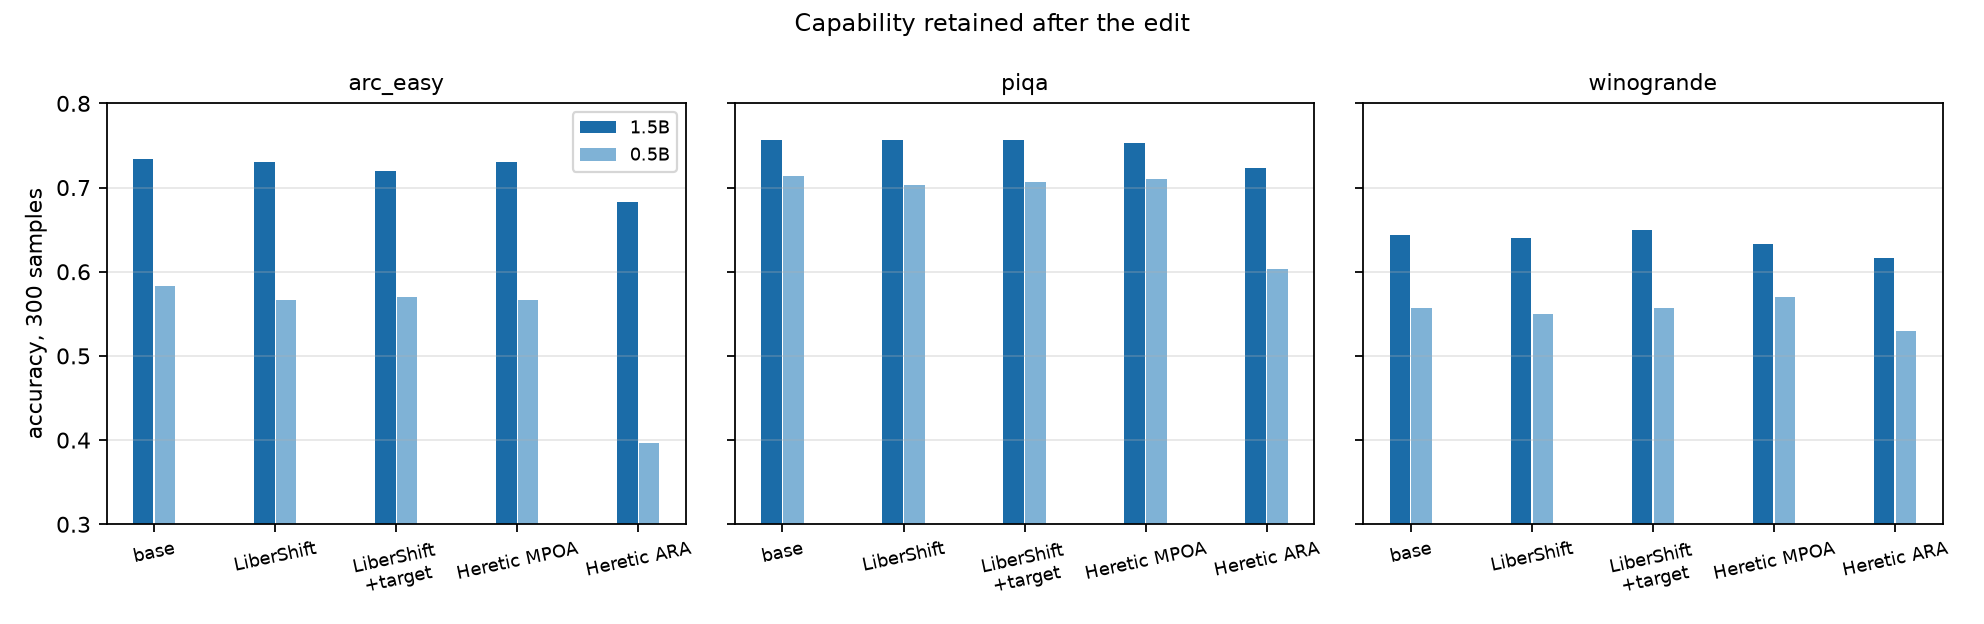 Capability retained after the edit
arc_easy
piqa
winogrande
accuracy, 300 samples
0.8
0.7
0.6
0.5
0.4
0.3
1.5B
0.5B
base
LiberShift
LiberShift
+target
Heretic MPOA
Heretic ARA
base
LiberShift
LiberShift
+target
Heretic MPOA
Heretic ARA
base
LiberShift
LiberShift
+target
Heretic MPOA
Heretic ARA